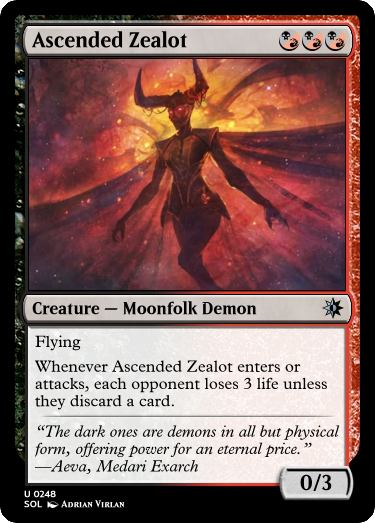 Ascended Zealot
Creature — Moonfolk Demon
Flying
Whenever Ascended Zealot enters or
attacks, each opponent loses 3 life unless
they discard a card.
“The dark ones are demons in all but physical
form, offering power for an eternal price.”
—Aeva, Medari Exarch
0/3
U 0248
SOL Adrian Virlan